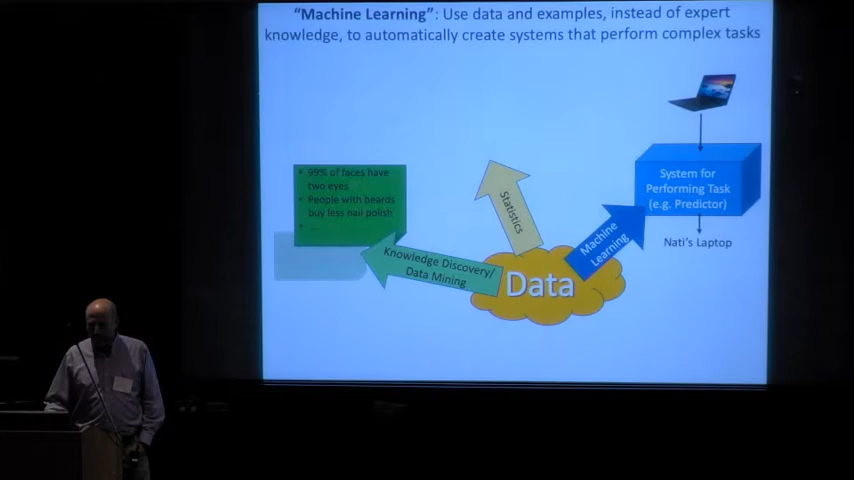 "Machine Learning": Use data and examples, instead of expert
knowledge, to automatically create systems that perform complex tasks
• 99% of faces have
two eyes
• People with beards
buy less nail polish
• ...
Statistics
System for
Performing Task
(e.g. Predictor)
Machine
Learning
Nati's Laptop
Knowledge Discovery/
Data Mining
Data